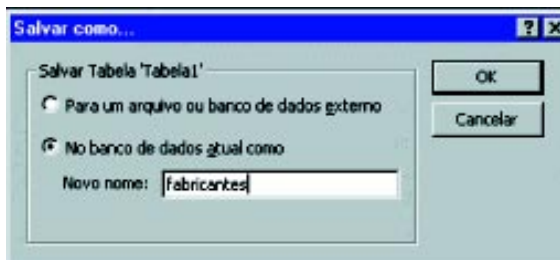 Salvar como...
Salvar Tabela 'Tabela1'
Para um arquivo ou banco de dados externo
No banco de dados atual como
Novo nome: fabricantes
OK
Cancelar